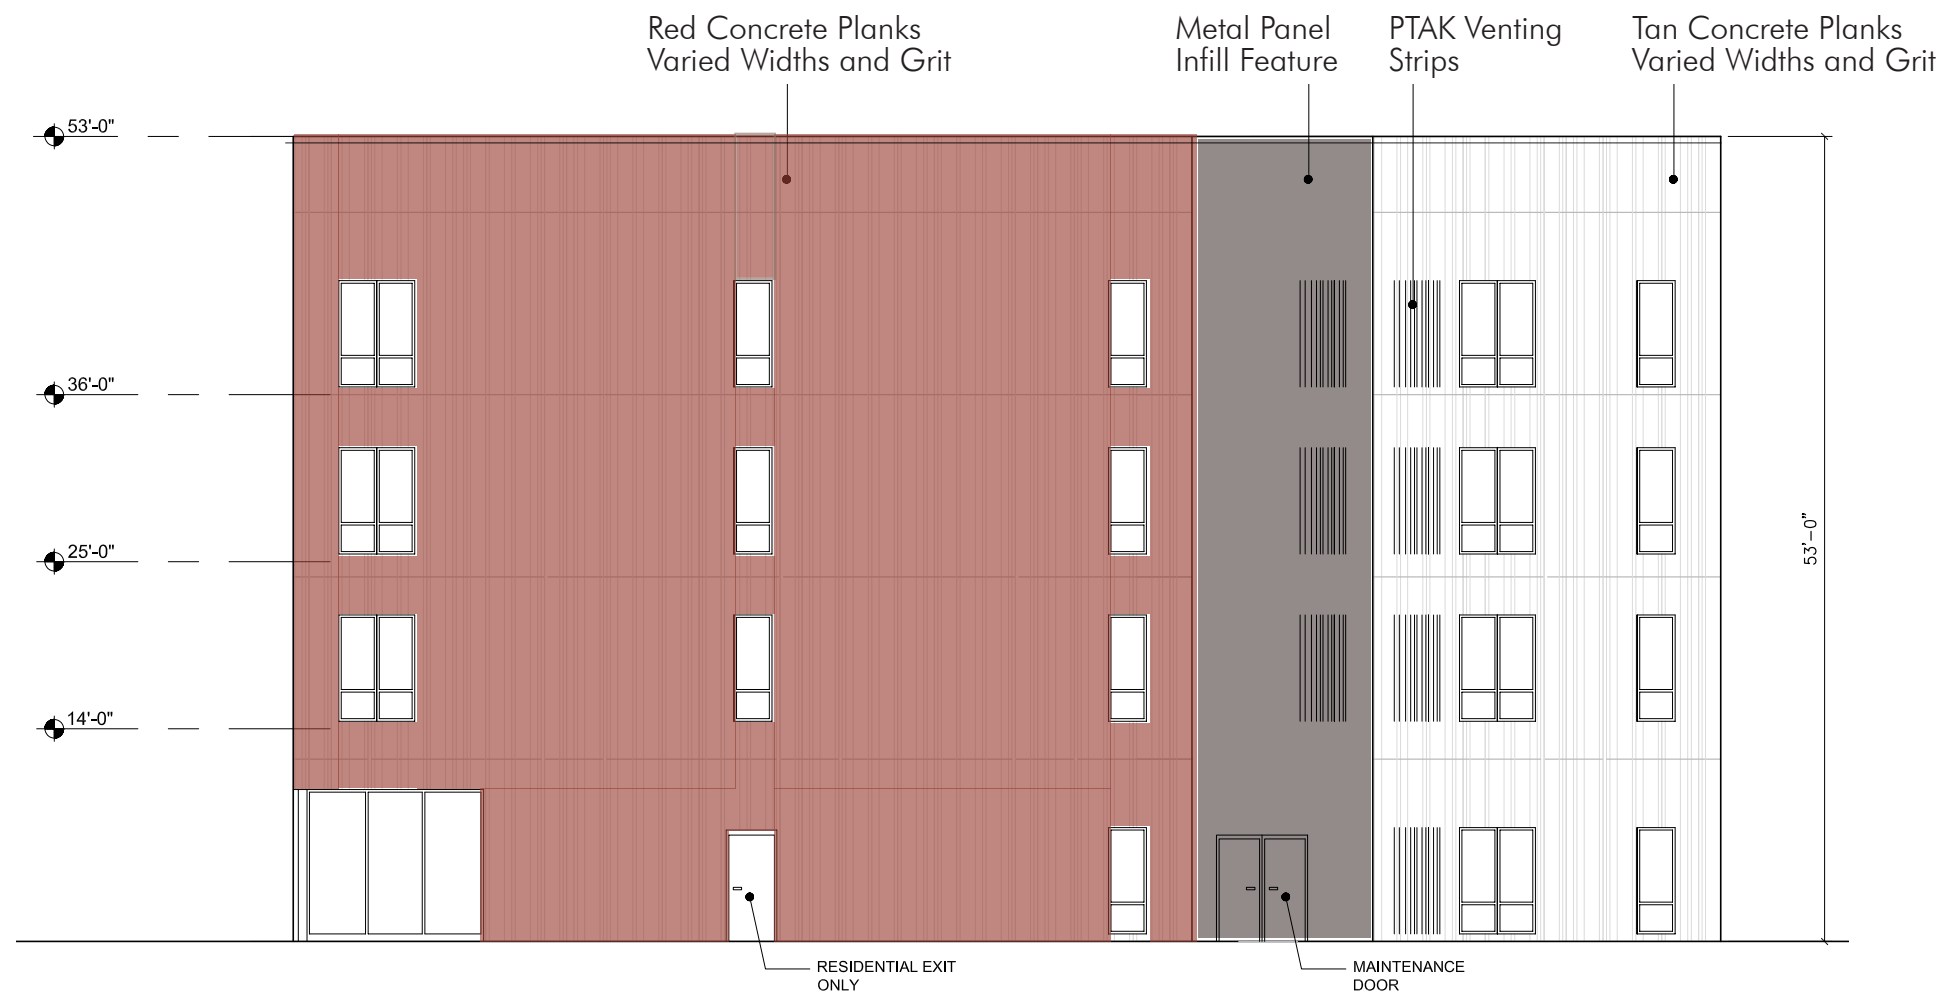 Red Concrete Planks
Varied Widths and Grit
Metal Panel
Infill Feature
PTAK Venting
Strips
Tan Concrete Planks
Varied Widths and Grit
53'-0"
36'-0"
25'-0"
14'-0"
53'-0"
RESIDENTIAL EXIT
ONLY
MAINTENANCE
DOOR